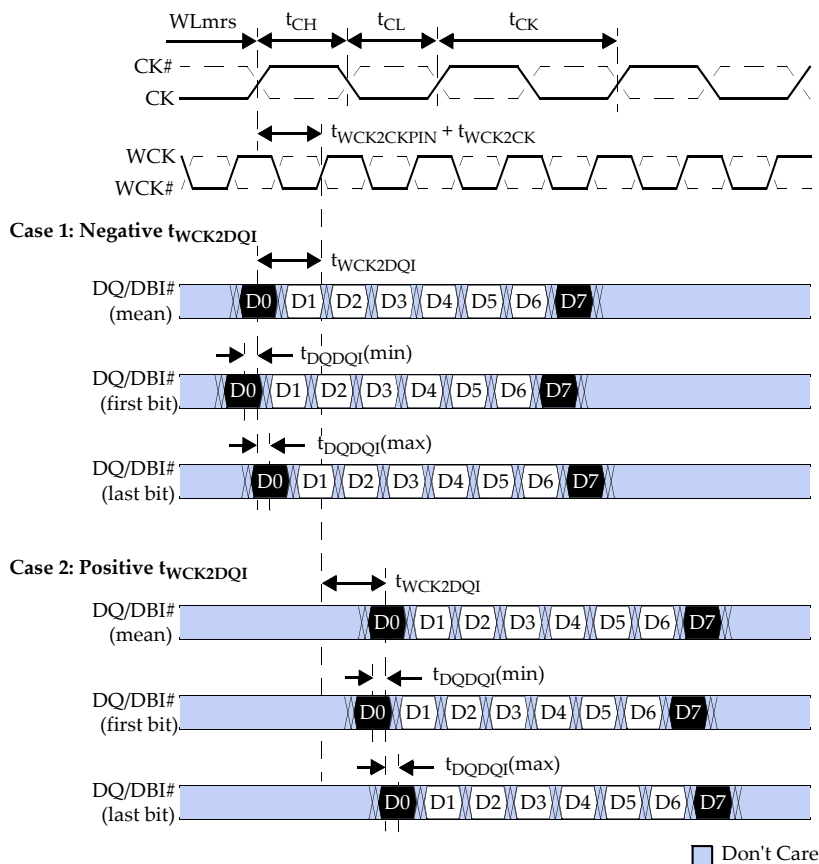 WLmrs tCH tCL tCK
CK#
CK
tWCK2CKPIN + tWCK2CK
WCK
WCK#
Case 1: Negative tWCK2DQI
tWCK2DQI
DQ/DBI#
(mean)
D0 D1 D2 D3 D4 D5 D6 D7
tDQDQI(min)
DQ/DBI#
(first bit)
D0 D1 D2 D3 D4 D5 D6 D7
tDQDQI(max)
DQ/DBI#
(last bit)
D0 D1 D2 D3 D4 D5 D6 D7
Case 2: Positive tWCK2DQI
tWCK2DQI
DQ/DBI#
(mean)
D0 D1 D2 D3 D4 D5 D6 D7
tDQDQI(min)
DQ/DBI#
(first bit)
D0 D1 D2 D3 D4 D5 D6 D7
tDQDQI(max)
DQ/DBI#
(last bit)
D0 D1 D2 D3 D4 D5 D6 D7
Don't Care